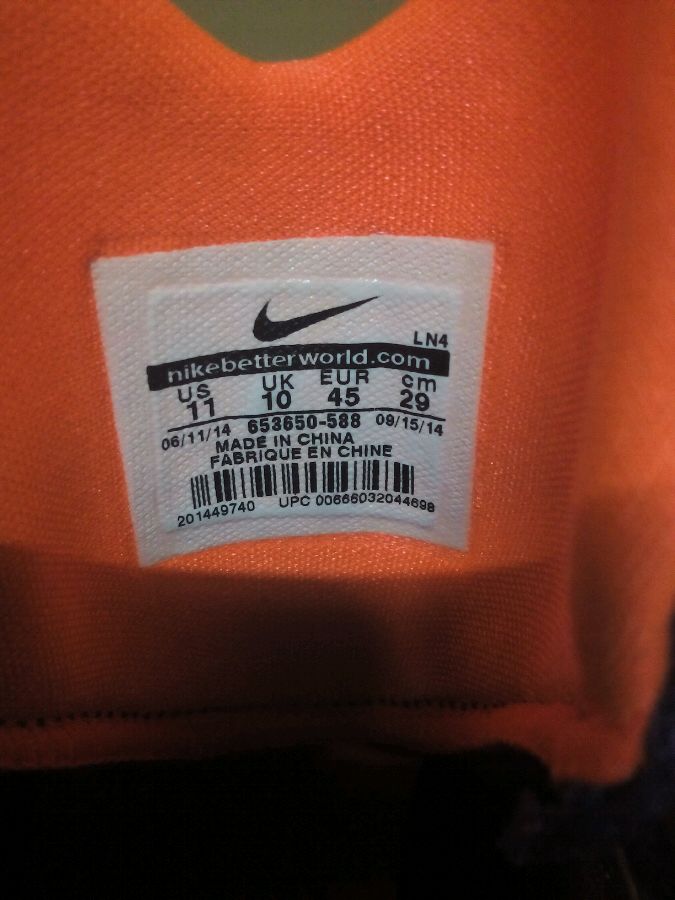 LN4
nikebetterworld.com
US UK EUR cm
11 10 45 29
06/11/14 653650-588 09/15/14
MADE IN CHINA
FABRIQUE EN CHINE
201449740 UPC 00666032044698